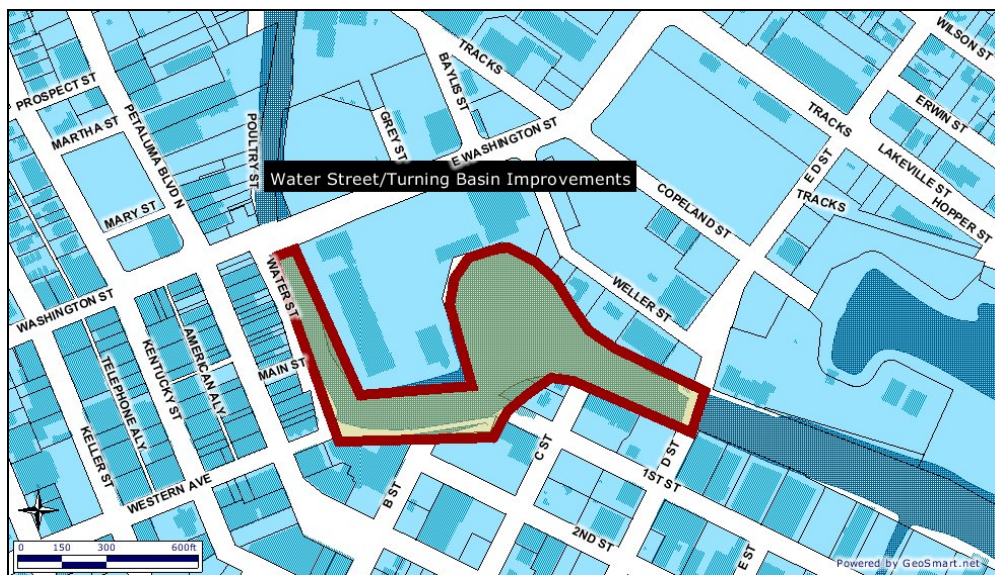 WILSON ST
TRACKS
BAYLIS ST
PROSPECT ST
PETALUMA BLVD N
TRACKS
ERWIN ST
MARTHA ST
POULTRY ST
GREY ST
E WASHINGTON ST
LAKEVILLE ST
E D ST
Water Street/Turning Basin Improvements
COPELAND ST
TRACKS
HOPPER ST
MARY ST
WATER ST
WELLER ST
WASHINGTON ST
AMERICAN ALY
KENTUCKY ST
TELEPHONE ALY
MAIN ST
KELLER ST
WESTERN AVE
B ST
C ST
D ST
1ST ST
2ND ST
E ST
0 150 300 600ft
Powered by GeoSmart.net